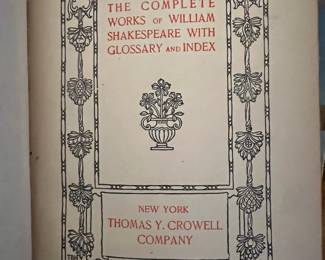 THE COMPLETE
WORKS OF WILLIAM
SHAKESPEARE WITH
GLOSSARY AND INDEX
NEW YORK
THOMAS Y. CROWELL
COMPANY